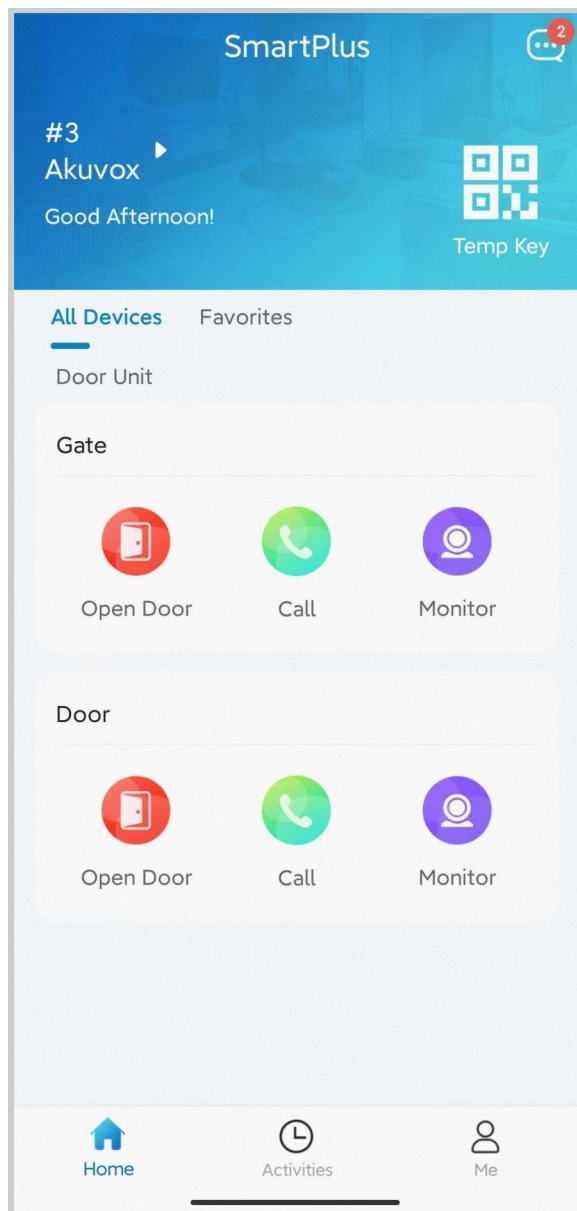 SmartPlus
2
#3
Akuvox
Good Afternoon!
Temp Key
All Devices Favorites
Door Unit
Gate
Open Door Call Monitor
Door
Open Door Call Monitor
Home Activities Me